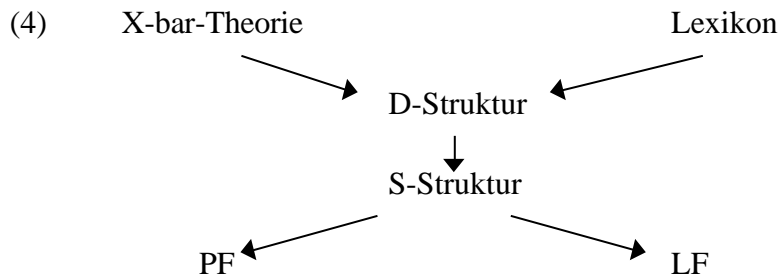 (4) X-bar-Theorie Lexikon
D-Struktur
S-Struktur
PF LF